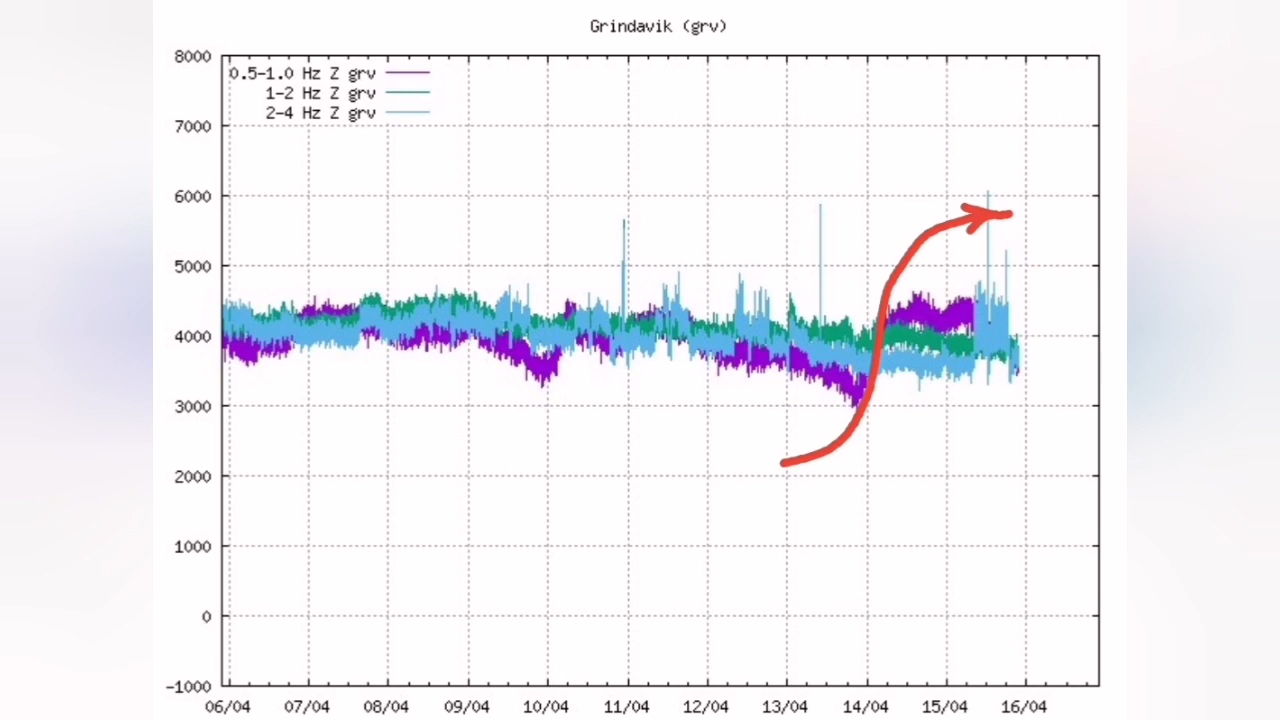 Grindavik (grv)
8000
0.5-1.0 Hz Z grv
1-2 Hz Z grv
2-4 Hz Z grv
7000
6000
5000
4000
3000
2000
1000
0
-1000
06/04 07/04 08/04 09/04 10/04 11/04 12/04 13/04 14/04 15/04 16/04